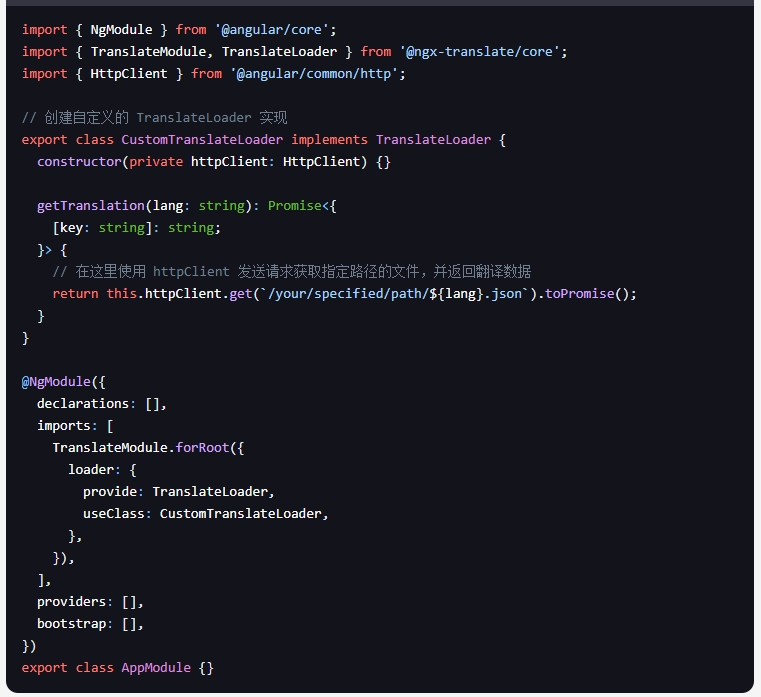 import { NgModule } from '@angular/core';
import { TranslateModule, TranslateLoader } from '@ngx-translate/core';
import { HttpClient } from '@angular/common/http';
// 创建自定义的 TranslateLoader 实现
export class CustomTranslateLoader implements TranslateLoader {
  constructor(private httpClient: HttpClient) {}
  getTranslation(lang: string): Promise<{
    [key: string]: string;
  }> {
    // 在这里使用 httpClient 发送请求获取指定路径的文件，并返回翻译数据
    return this.httpClient.get(`/your/specified/path/${lang}.json`).toPromise();
  }
}
@NgModule({
  declarations: [],
  imports: [
    TranslateModule.forRoot({
      loader: {
        provide: TranslateLoader,
        useClass: CustomTranslateLoader,
      },
    }),
  ],
  providers: [],
  bootstrap: [],
})
export class AppModule {}